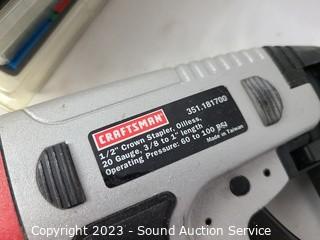 CRAFTSMAN
351.181700
1/2" Crown Stapler, Oilless,
20 Gauge, 3/8 to 1" length
Operating Pressure: 60 to 100 PSI
Made in Taiwan
Copyright 2023 - Sound Auction Service